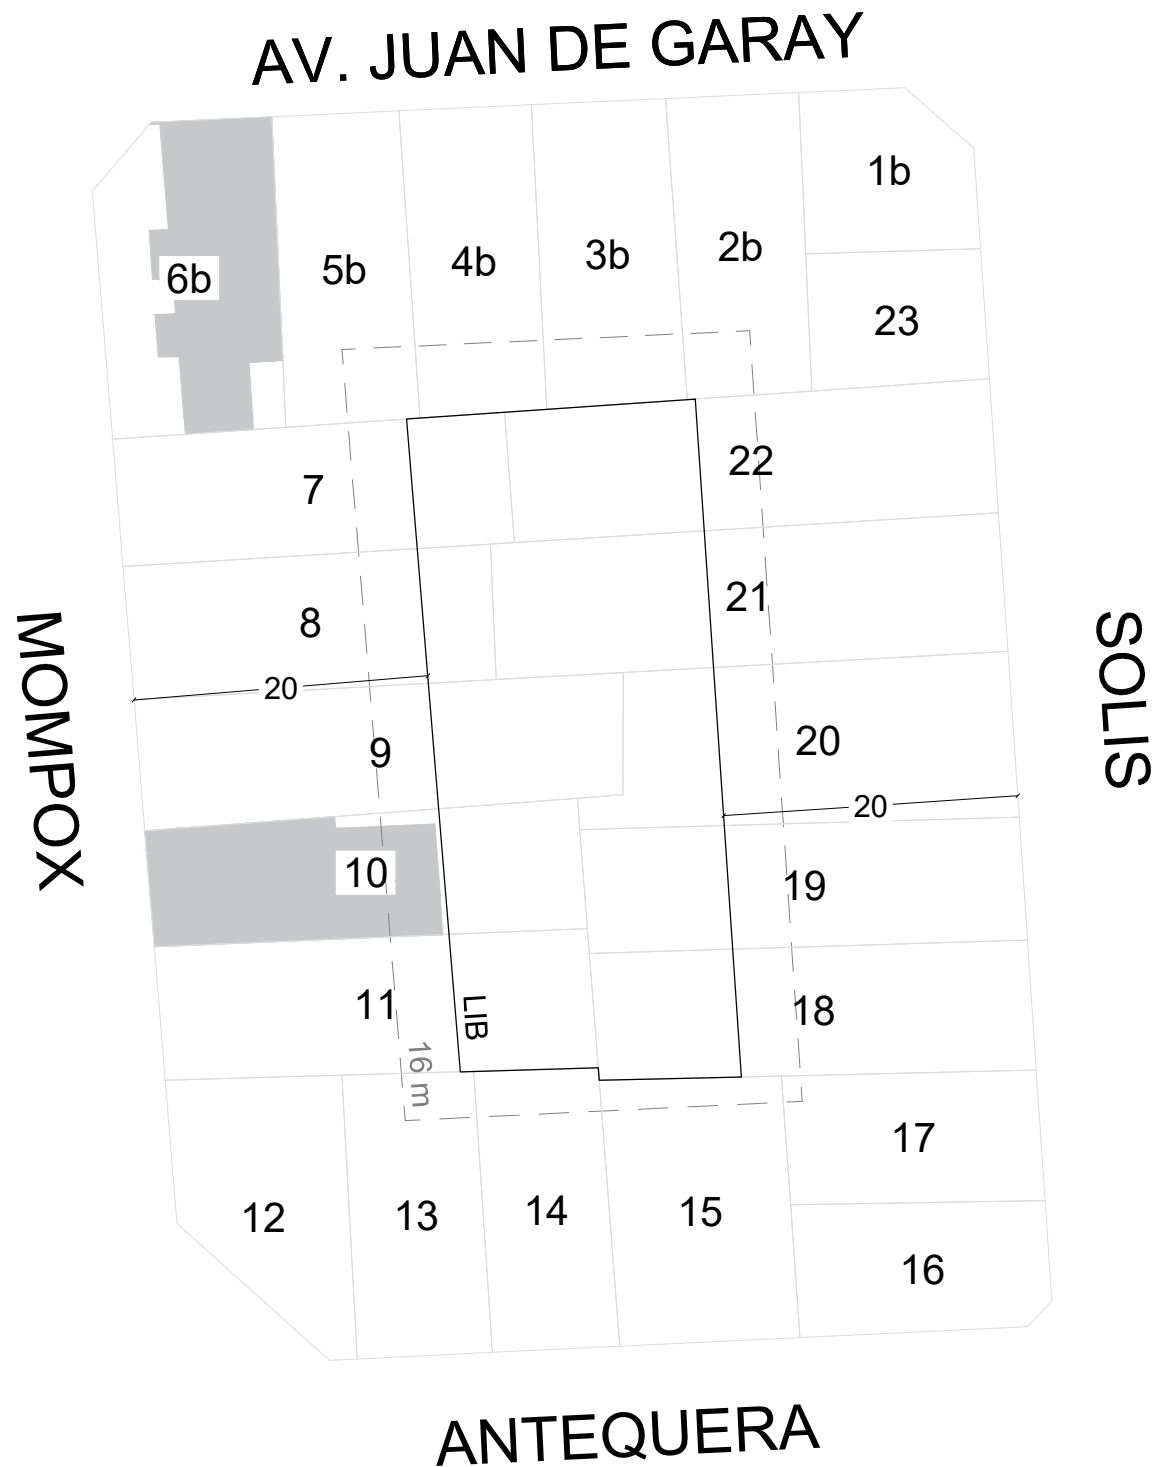 AV. JUAN DE GARAY
1b
6b
5b
4b
3b
2b
23
7
22
8
21
MOMPOX
SOLIS
20
9
20
20
10
19
11
LIB
18
16 m
17
12
13
14
15
16
ANTEQUERA